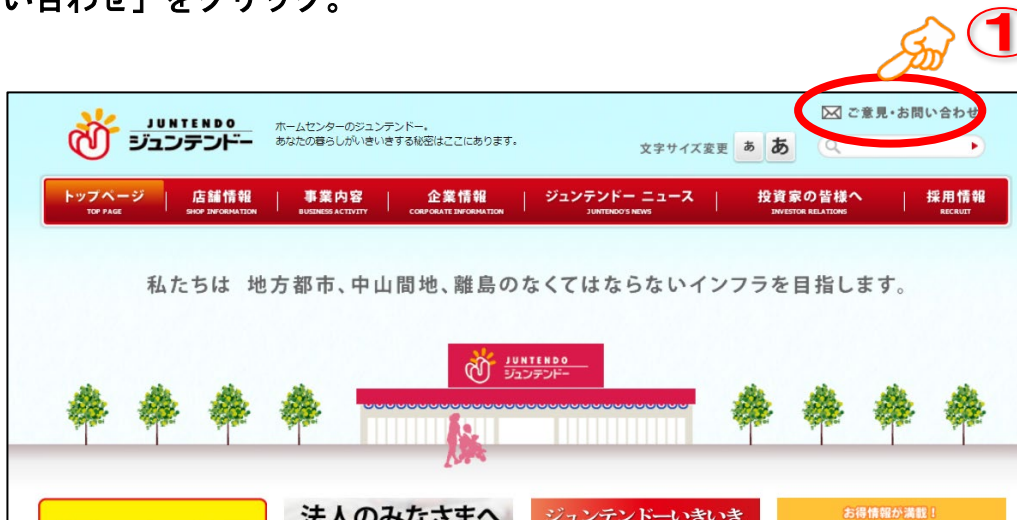 い合わせ」をクリック。
1
JUNTENDO
ジュンテンドー
ホームセンターのジュンテンドー。
あなたの暮らしがいきいきする秘密はここにあります。
ご意見・お問い合わせ
文字サイズ変更 あ あ
トップページ 店舗情報 事業内容 企業情報 ジュンテンドー ニュース 投資家の皆様へ 採用情報
TOP PAGE SHOP INFORMATION BUSINESS ACTIVITY CORPORATE INFORMATION JUNTENDO'S NEWS INVESTOR RELATIONS RECRUIT
私たちは 地方都市、中山間地、離島のなくてはならないインフラを目指します。
JUNTENDO
ジュンテンドー
法人のみなさまへ ジュンテンドーいきいき お得情報が満載!